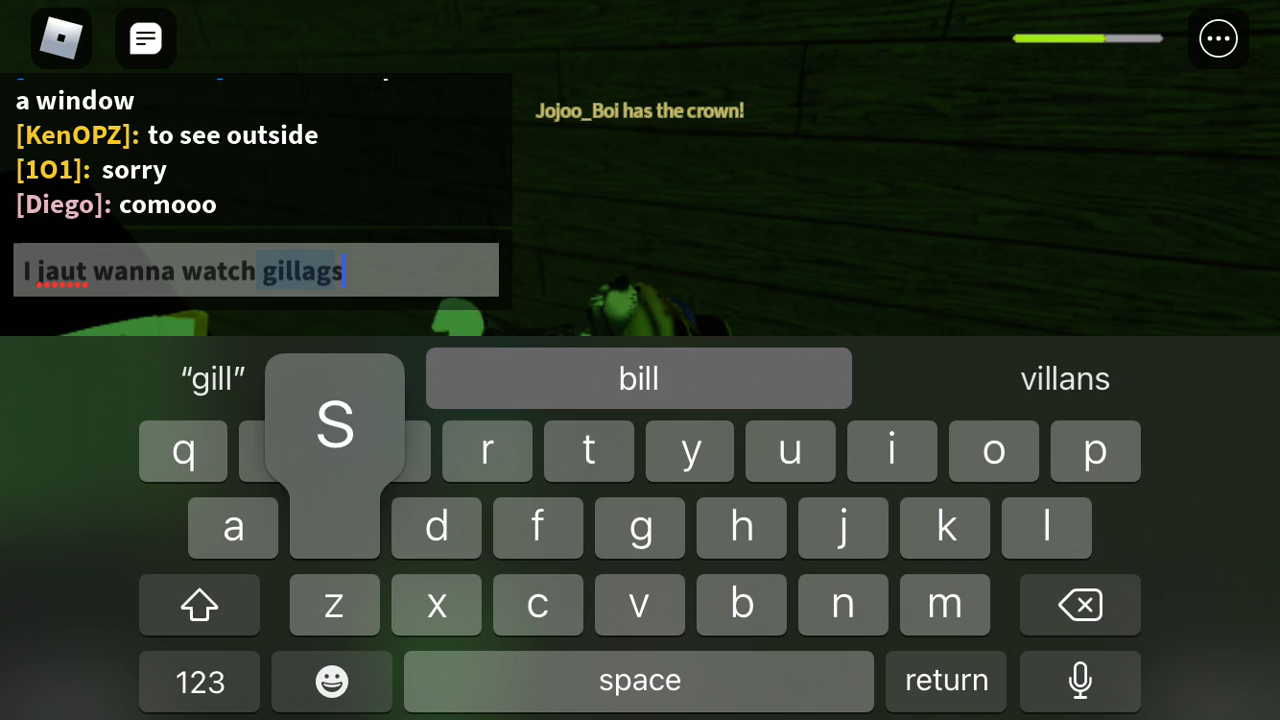 a window
Jojoo_Boi has the crown!
[KenOPZ]: to see outside
[1O1]: sorry
[Diego]: comooo
I jaut wanna watch gillags
“gill” bill villans
S
q r t y u i o p
a d f g h j k l
z x c v b n m
123 space return